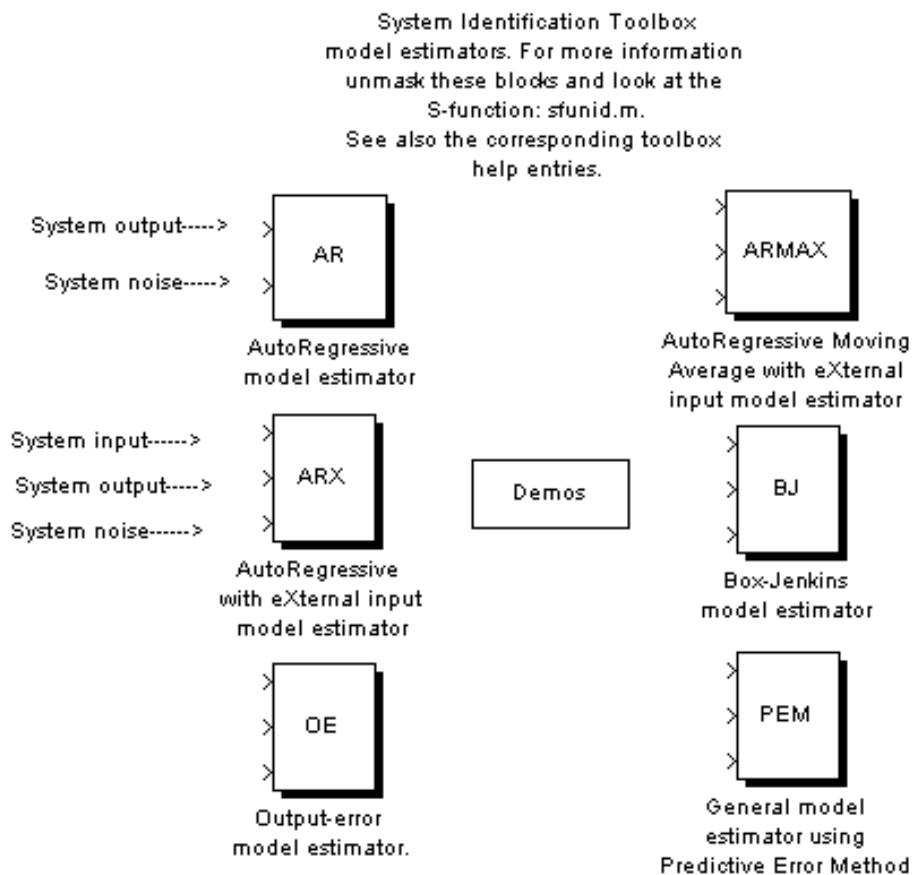 System Identification Toolbox
model estimators. For more information
unmask these blocks and look at the
S-function: sfunid.m.
See also the corresponding toolbox
help entries.
System output----->
System noise----->
AR
AutoRegressive
model estimator
ARMAX
AutoRegressive Moving
Average with eXternal
input model estimator
System input------>
System output----->
System noise------>
ARX
AutoRegressive
with eXternal input
model estimator
Demos
BJ
Box-Jenkins
model estimator
OE
Output-error
model estimator.
PEM
General model
estimator using
Predictive Error Method